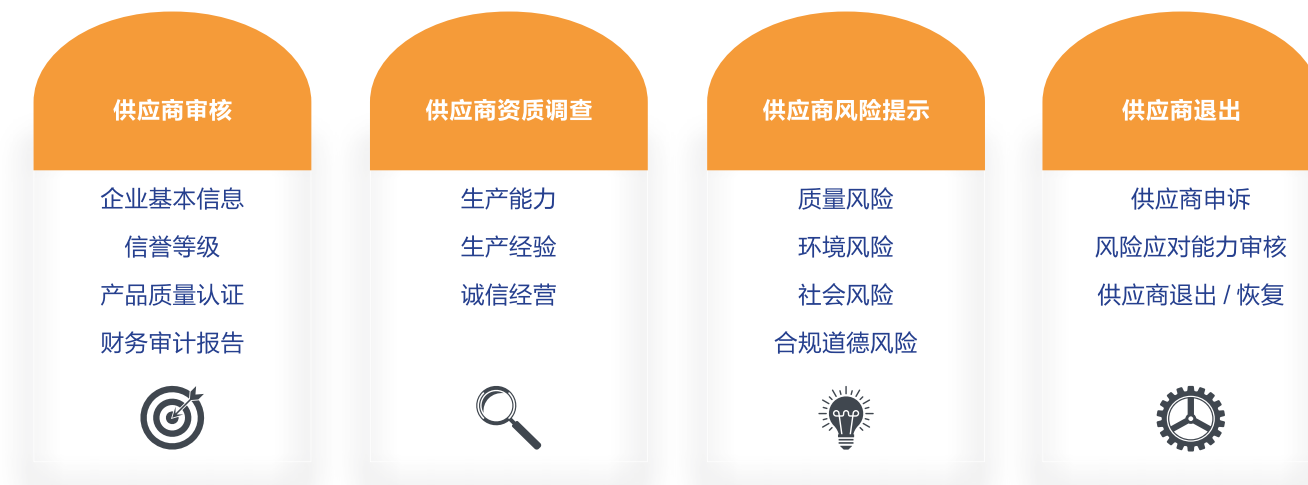 供应商审核
企业基本信息
信誉等级
产品质量认证
财务审计报告
供应商资质调查
生产能力
生产经验
诚信经营
供应商风险提示
质量风险
环境风险
社会风险
合规道德风险
供应商退出
供应商申诉
风险应对能力审核
供应商退出 / 恢复